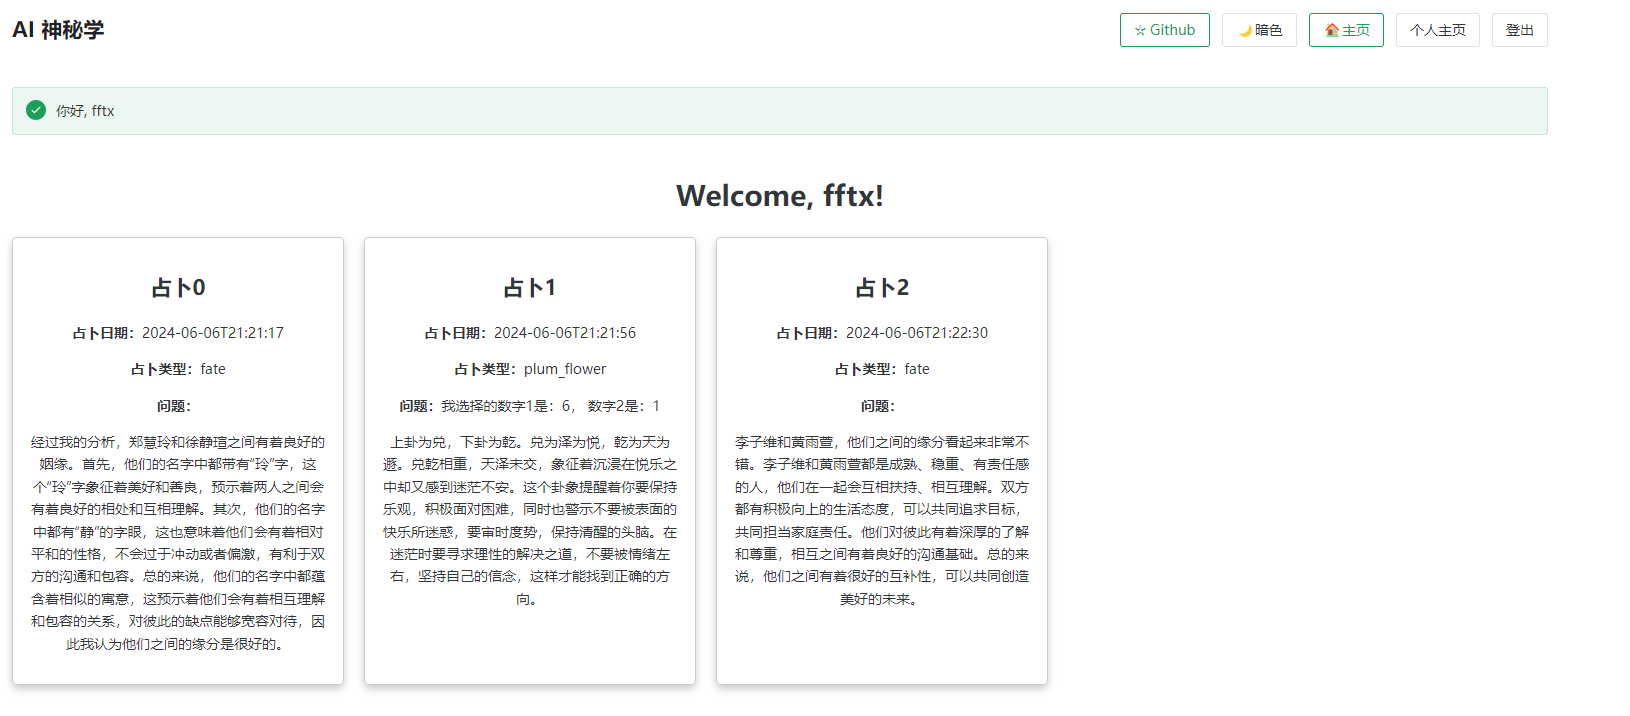 AI 神秘学
☆ Github
🌙暗色
🏠主页
个人主页
登出
你好, fftx
Welcome, fftx!
占卜0
占卜日期：2024-06-06T21:21:17
占卜类型：fate
问题：
经过我的分析，郑慧玲和徐静瑄之间有着良好的
姻缘。首先，他们的名字中都带有“玲”字，这
个“玲”字象征着美好和善良，预示着两人之间会
有着良好的相处和互相理解。其次，他们的名字
中都有“静”的字眼，这也意味着他们会有着相对
平和的性格，不会过于冲动或者偏激，有利于双
方的沟通和包容。总的来说，他们的名字中都蕴
含着相似的寓意，这预示着他们会有着相互理解
和包容的关系，对彼此的缺点能够宽容对待，因
此我认为他们之间的缘分是很好的。
占卜1
占卜日期：2024-06-06T21:21:56
占卜类型：plum_flower
问题：我选择的数字1是：6， 数字2是：1
上卦为兑，下卦为乾。兑为泽为悦，乾为天为
遯。兑乾相重，天泽未交，象征着沉浸在悦乐之
中却又感到迷茫不安。这个卦象提醒着你要保持
乐观，积极面对困难，同时也警示不要被表面的
快乐所迷惑，要审时度势，保持清醒的头脑。在
迷茫时要寻求理性的解决之道，不要被情绪左
右，坚持自己的信念，这样才能找到正确的方
向。
占卜2
占卜日期：2024-06-06T21:22:30
占卜类型：fate
问题：
李子维和黄雨萱，他们之间的缘分看起来非常不
错。李子维和黄雨萱都是成熟、稳重、有责任感
的人，他们在一起会互相扶持、相互理解。双方
都有积极向上的生活态度，可以共同追求目标，
共同担当家庭责任。他们对彼此有着深厚的了解
和尊重，相互之间有着良好的沟通基础。总的来
说，他们之间有着很好的互补性，可以共同创造
美好的未来。